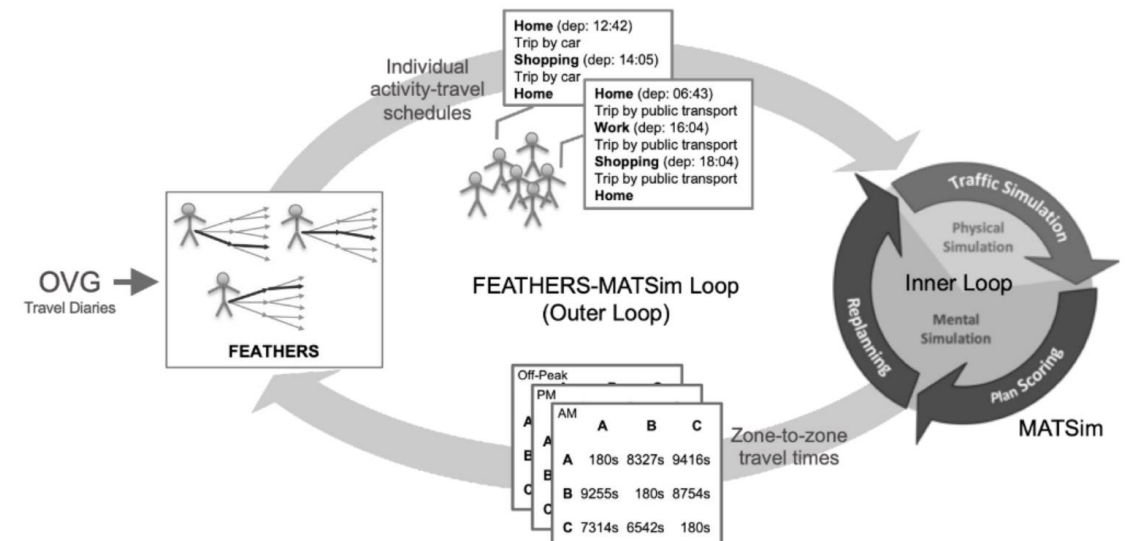 Home (dep: 12:42)
Trip by car
Shopping (dep: 14:05)
Trip by car
Home
Individual
activity-travel
schedules
Home (dep: 06:43)
Trip by public transport
Work (dep: 16:04)
Trip by public transport
Shopping (dep: 18:04)
Trip by public transport
Home
OVG
Travel Diaries
FEATHERS
FEATHERS-MATSim Loop
(Outer Loop)
Traffic Simulation
Physical
Simulation
Inner Loop
Mental
Simulation
Replanning
Plan Scoring
MATSim
Off-Peak
A
B
C
PM
A
B
C
AM
A B C
A 180s 8327s 9416s
B 9255s 180s 8754s
C 7314s 6542s 180s
Zone-to-zone
travel times